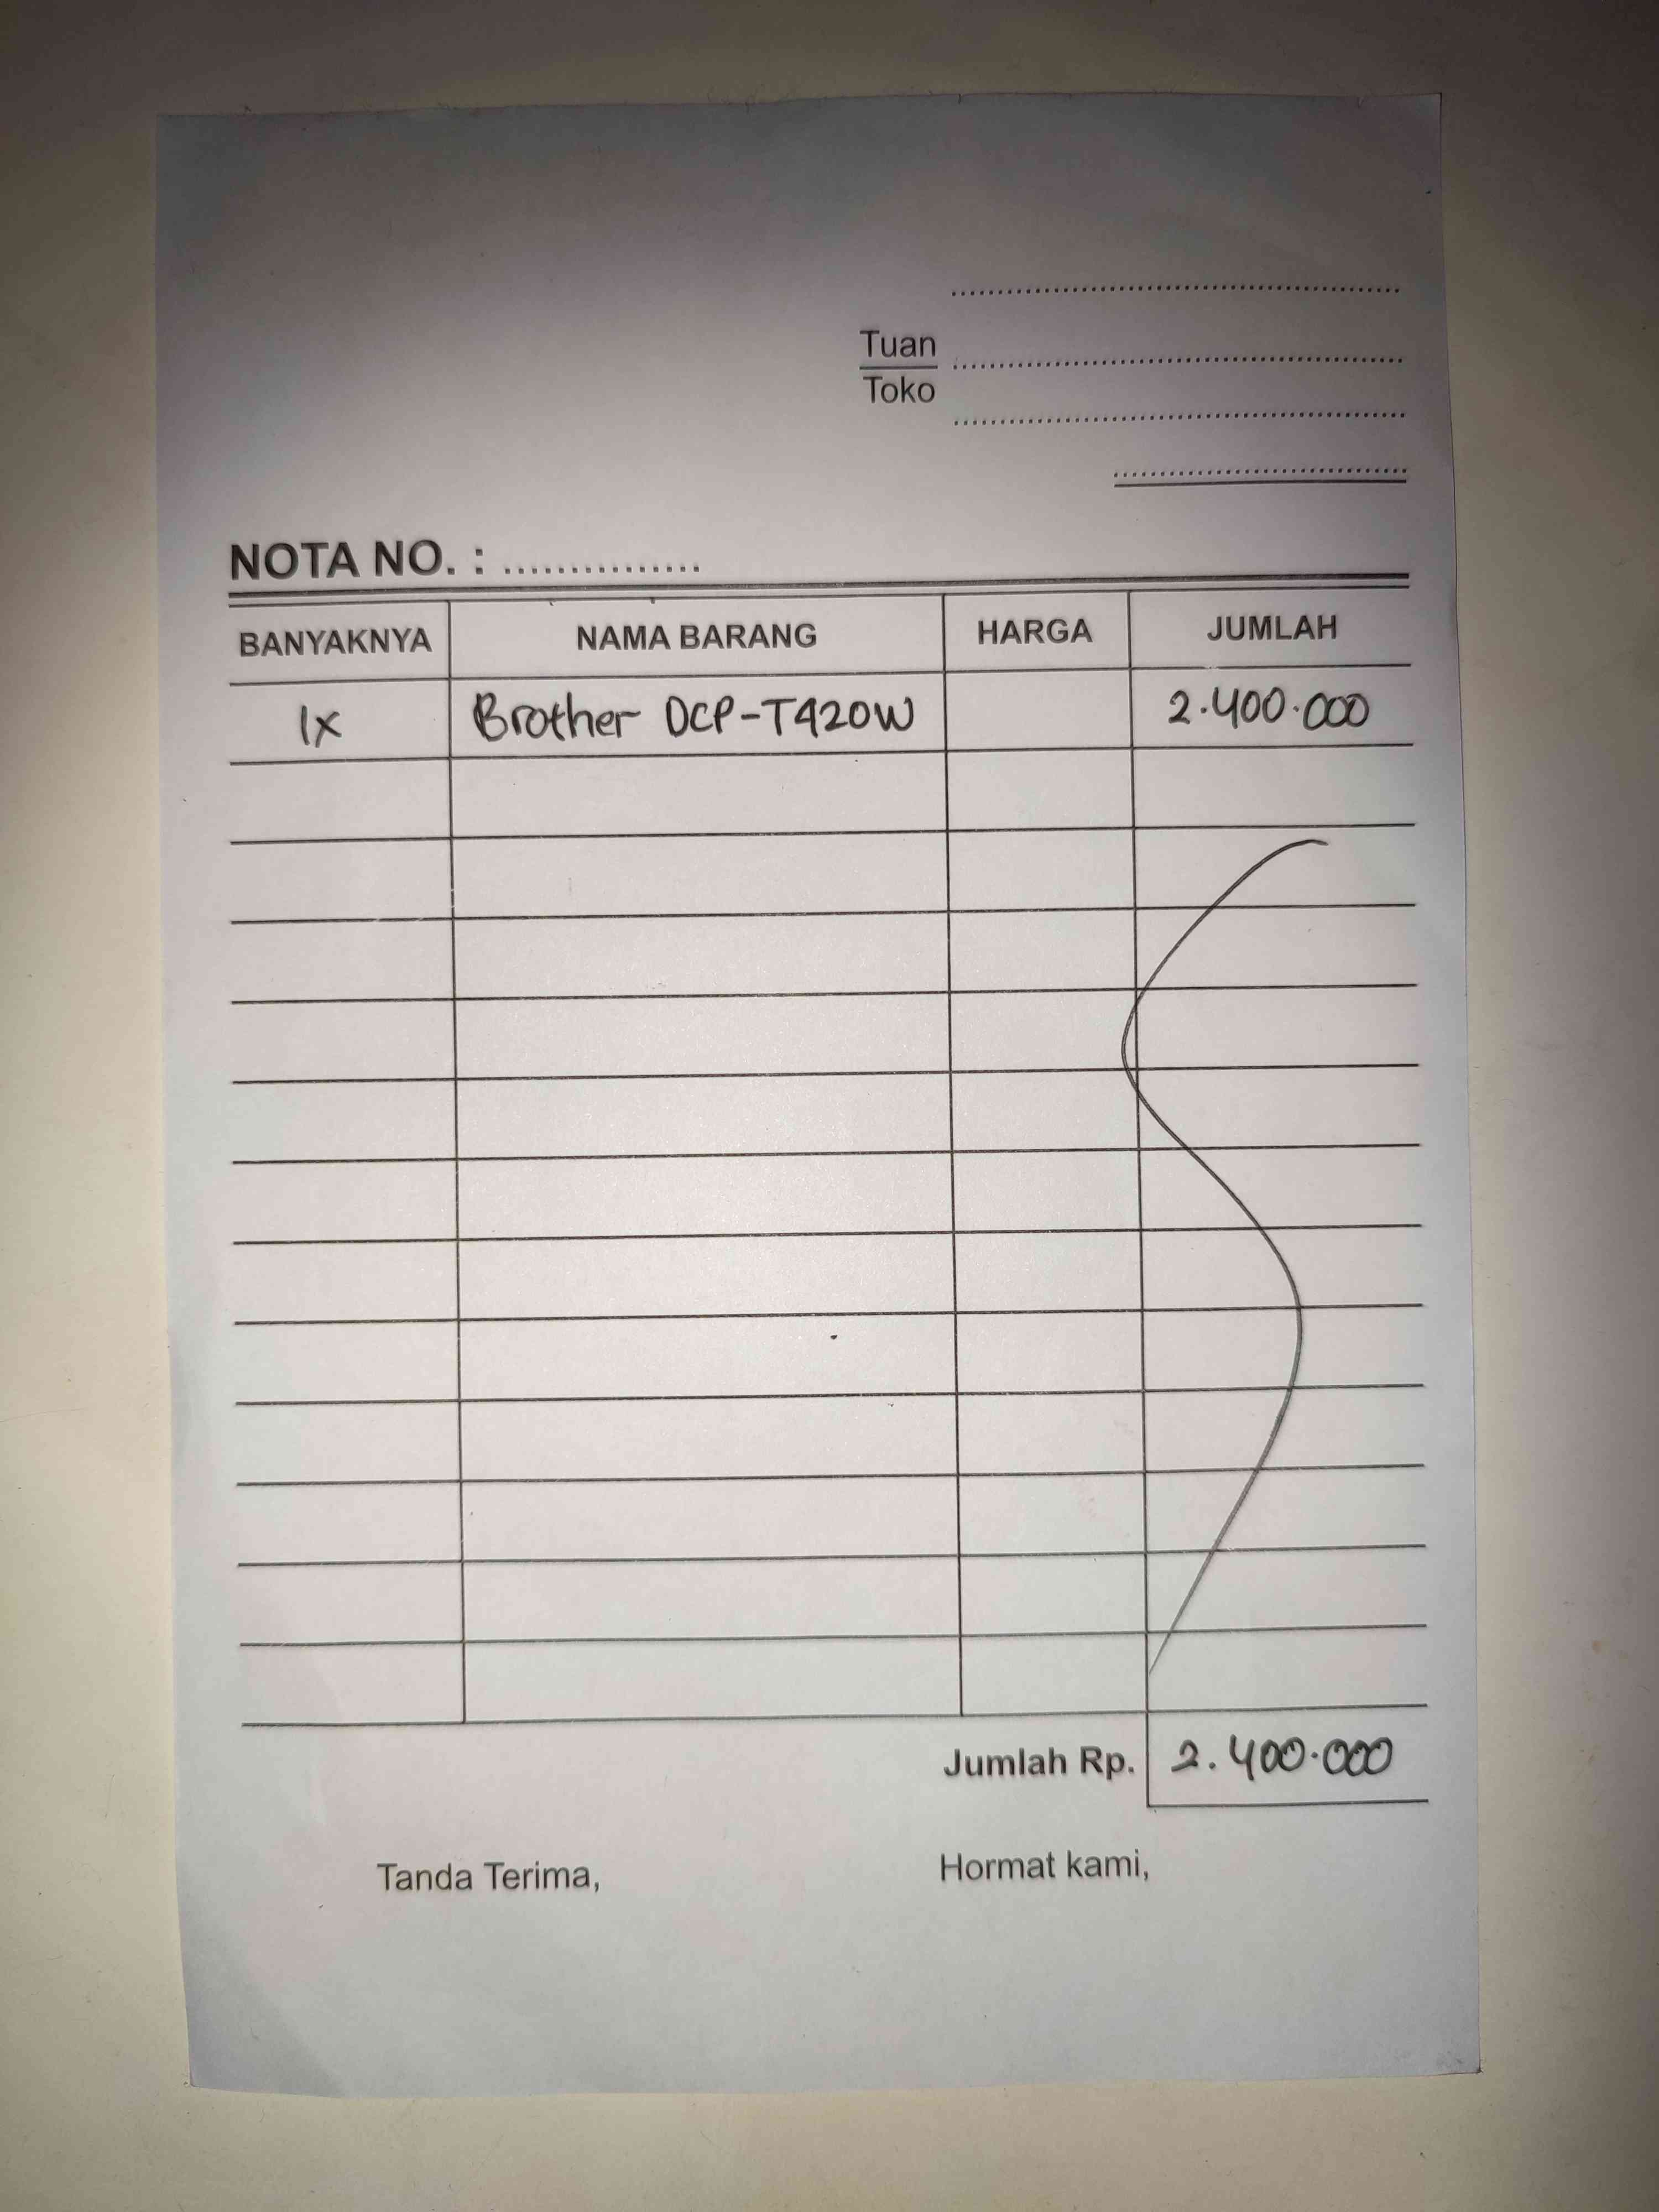 Tuan
Toko
NOTA NO. : ...............
BANYAKNYA NAMA BARANG HARGA JUMLAH
1x Brother DCP-T420W 2.400.000
Jumlah Rp. 2.400.000
Tanda Terima, Hormat kami,